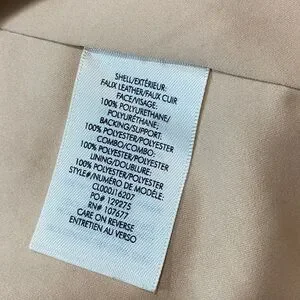 SHELL/EXTÉRIEUR:
FAUX LEATHER/FAUX CUIR
FACE/VISAGE:
100% POLYURETHANE/
POLYURÉTHANE;
BACKING/SUPPORT:
100% POLYESTER/POLYESTER
COMBO/COMBO:
100% POLYESTER/POLYESTER
LINING/DOUBLURE:
100% POLYESTER/POLYESTER
STYLE#/NUMÉRO DE MODÈLE:
CL000J16207
PO# 129275
RN# 107677
CARE ON REVERSE
ENTRETIEN AU VERSO